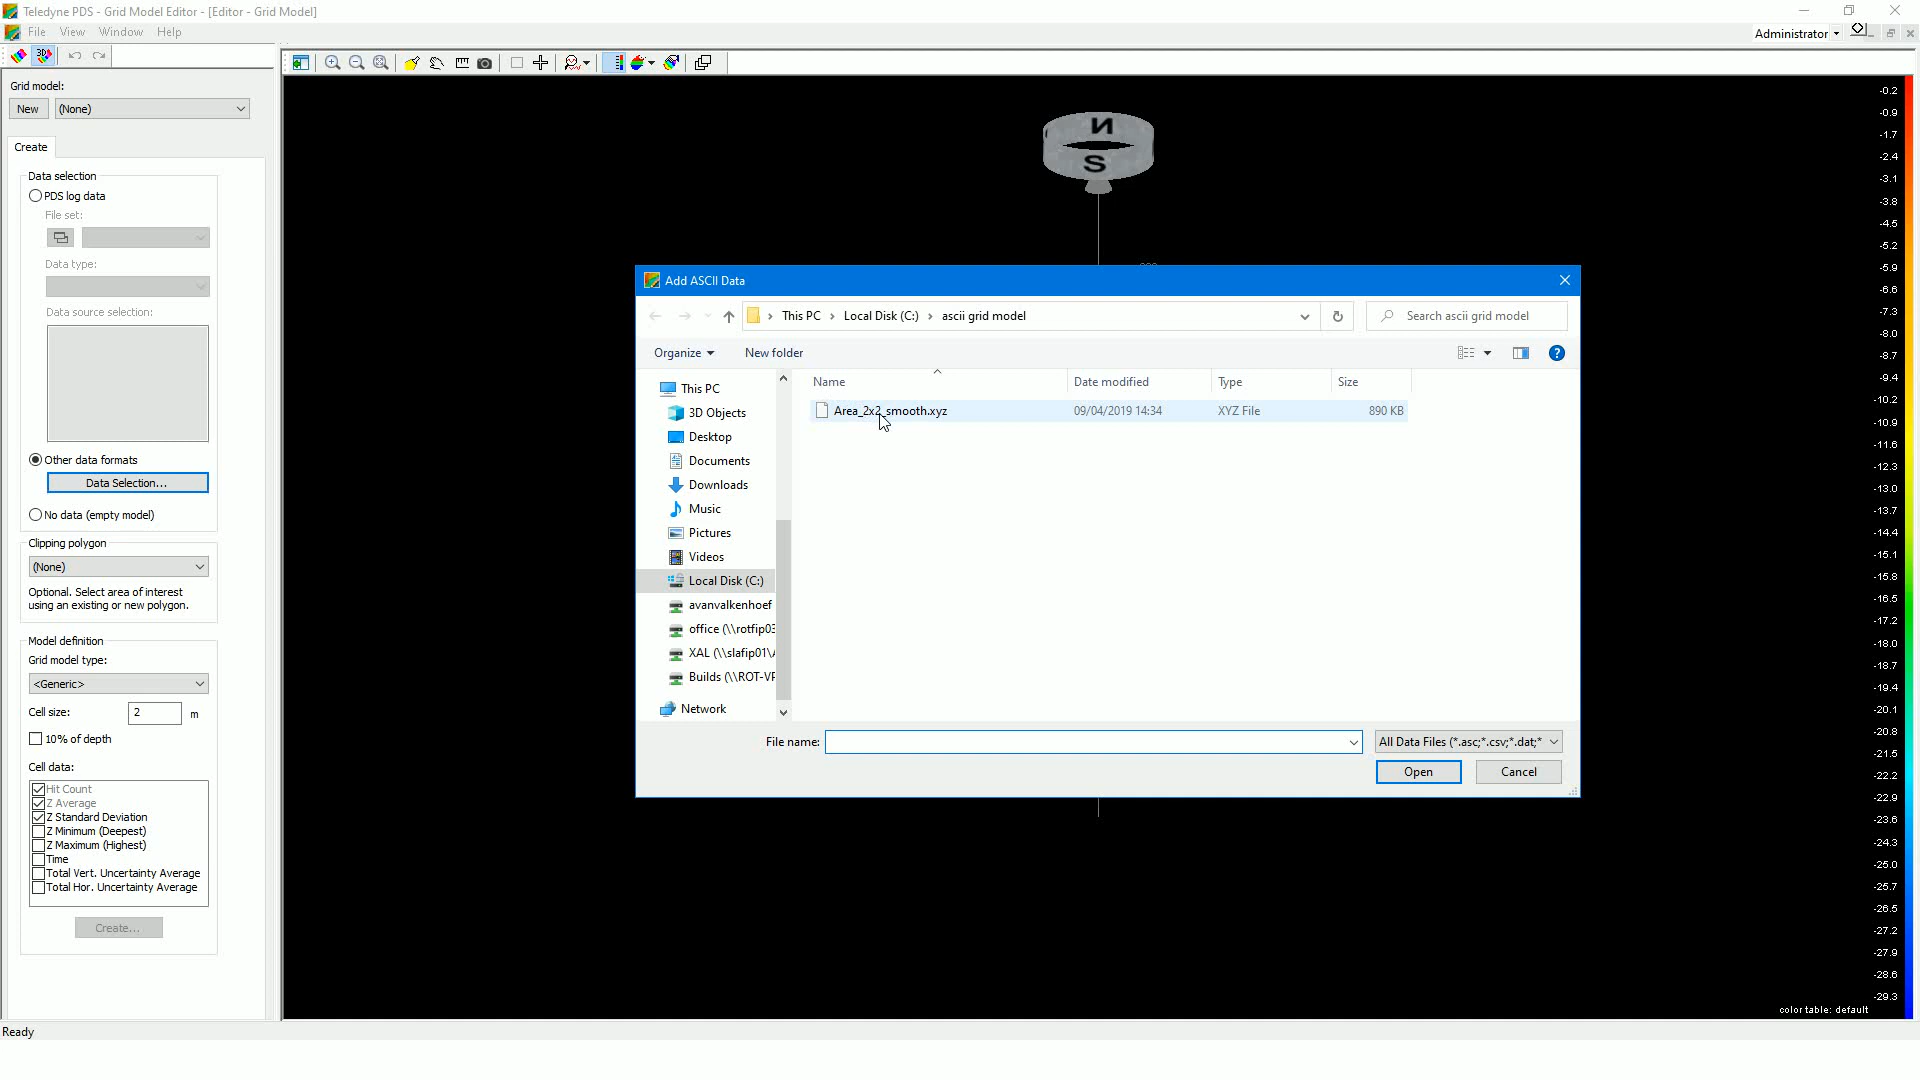 Teledyne PDS - Grid Model Editor - [Editor - Grid Model]
File View Window Help
Administrator
3D
Grid model:
New (None)
Create
Data selection
PDS log data
File set:
Data type:
Data source selection:
Other data formats
Data Selection...
No data (empty model)
Clipping polygon
(None)
Optional. Select area of interest
using an existing or new polygon.
Model definition
Grid model type:
<Generic>
Cell size: 2 m
10% of depth
Cell data:
Hit Count
Z Average
Z Standard Deviation
Z Minimum (Deepest)
Z Maximum (Highest)
Time
Total Vert. Uncertainty Average
Total Hor. Uncertainty Average
Create...
Ready
N
S
Add ASCII Data
This PC › Local Disk (C:) › ascii grid model
Search ascii grid model
Organize New folder
This PC
3D Objects
Desktop
Documents
Downloads
Music
Pictures
Videos
Local Disk (C:)
avanvalkenhoef
office (\\rotfip03
XAL (\\slafip01\
Builds (\\ROT-VF
Network
Name Date modified Type Size
Area_2x2_smooth.xyz 09/04/2019 14:34 XYZ File 890 KB
File name:
All Data Files (*.asc;*.csv;*.dat;*
Open Cancel
-0.2
-0.9
-1.7
-2.4
-3.1
-3.8
-4.5
-5.2
-5.9
-6.6
-7.3
-8.0
-8.7
-9.4
-10.2
-10.9
-11.6
-12.3
-13.0
-13.7
-14.4
-15.1
-15.8
-16.5
-17.2
-18.0
-18.7
-19.4
-20.1
-20.8
-21.5
-22.2
-22.9
-23.6
-24.3
-25.0
-25.7
-26.5
-27.2
-27.9
-28.6
-29.3
color table: default